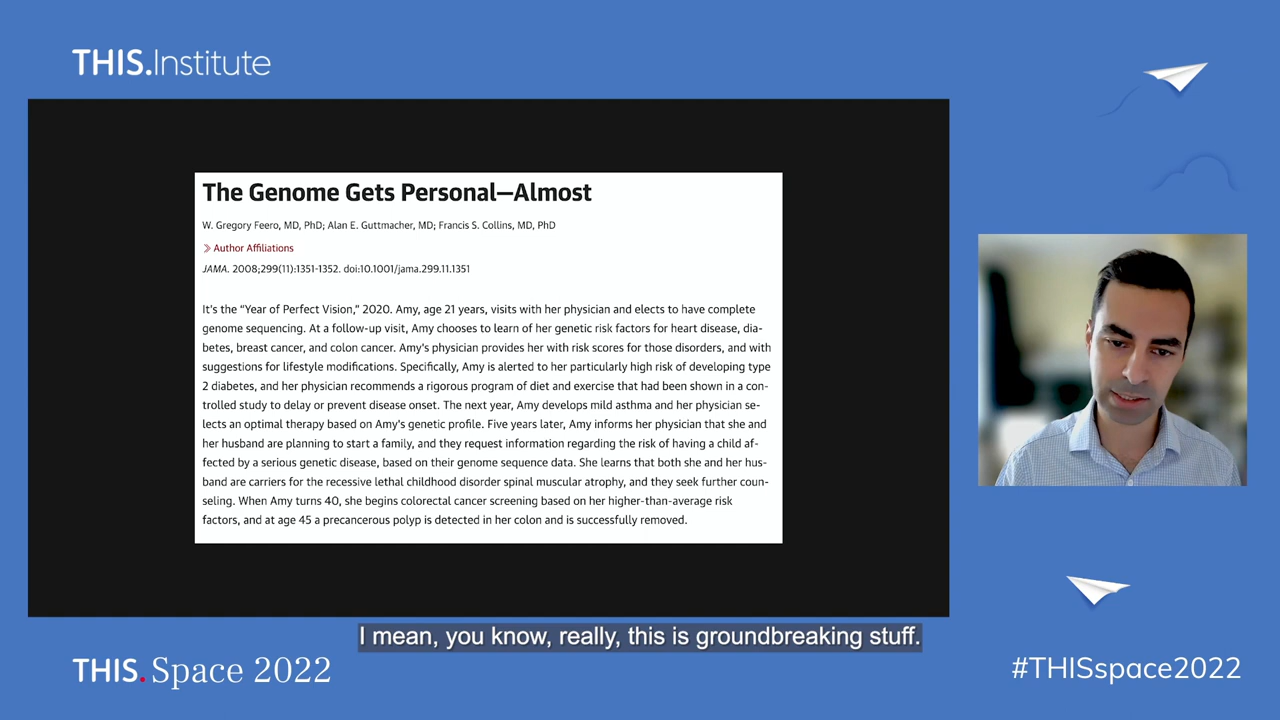 THIS.Institute
The Genome Gets Personal—Almost
W. Gregory Feero, MD, PhD; Alan E. Guttmacher, MD; Francis S. Collins, MD, PhD
» Author Affiliations
JAMA. 2008;299(11):1351-1352. doi:10.1001/jama.299.11.1351
It's the “Year of Perfect Vision,” 2020. Amy, age 21 years, visits with her physician and elects to have complete
genome sequencing. At a follow-up visit, Amy chooses to learn of her genetic risk factors for heart disease, dia-
betes, breast cancer, and colon cancer. Amy's physician provides her with risk scores for those disorders, and with
suggestions for lifestyle modifications. Specifically, Amy is alerted to her particularly high risk of developing type
2 diabetes, and her physician recommends a rigorous program of diet and exercise that had been shown in a con-
trolled study to delay or prevent disease onset. The next year, Amy develops mild asthma and her physician se-
lects an optimal therapy based on Amy's genetic profile. Five years later, Amy informs her physician that she and
her husband are planning to start a family, and they request information regarding the risk of having a child af-
fected by a serious genetic disease, based on their genome sequence data. She learns that both she and her hus-
band are carriers for the recessive lethal childhood disorder spinal muscular atrophy, and they seek further coun-
seling. When Amy turns 40, she begins colorectal cancer screening based on her higher-than-average risk
factors, and at age 45 a precancerous polyp is detected in her colon and is successfully removed.
I mean, you know, really, this is groundbreaking stuff.
THIS.Space 2022
#THISspace2022